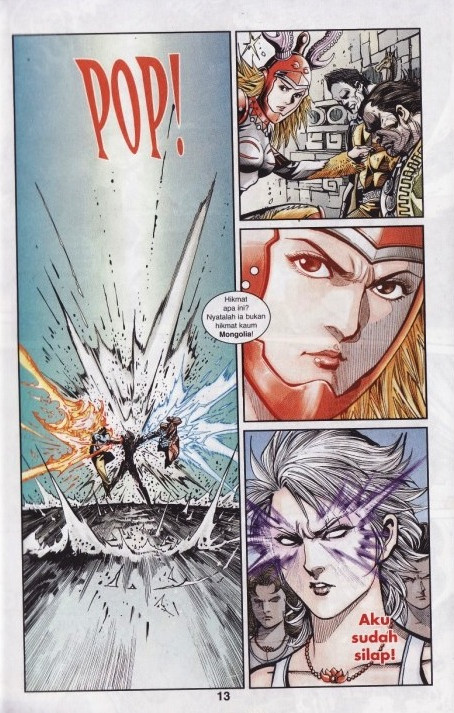 POP!
Hikmat
apa ini?
Nyatalah ia bukan
hikmat kaum
Mongolia!
Aku
sudah
silap!
13